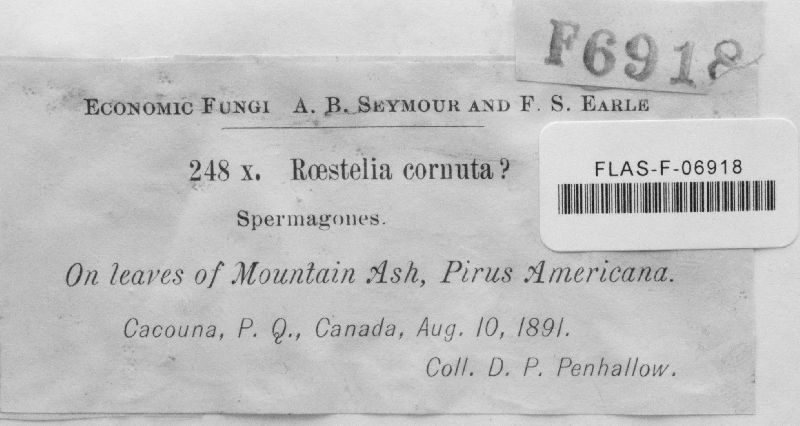 F6918
ECONOMIC FUNGI A. B. SEYMOUR AND F. S. EARLE
FLAS-F-06918
248 x. Rœstelia cornuta?
Spermagones.
On leaves of Mountain Ash, Pirus Americana.
Cacouna, P. Q., Canada, Aug. 10, 1891.
Coll. D. P. Penhallow.